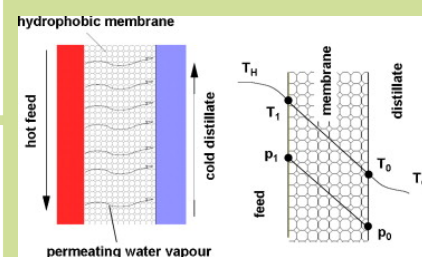 hydrophobic membrane
hot feed
cold distillate
permeating water vapour
T_H
T_1
p_1
membrane
distillate
T_0
p_0
feed